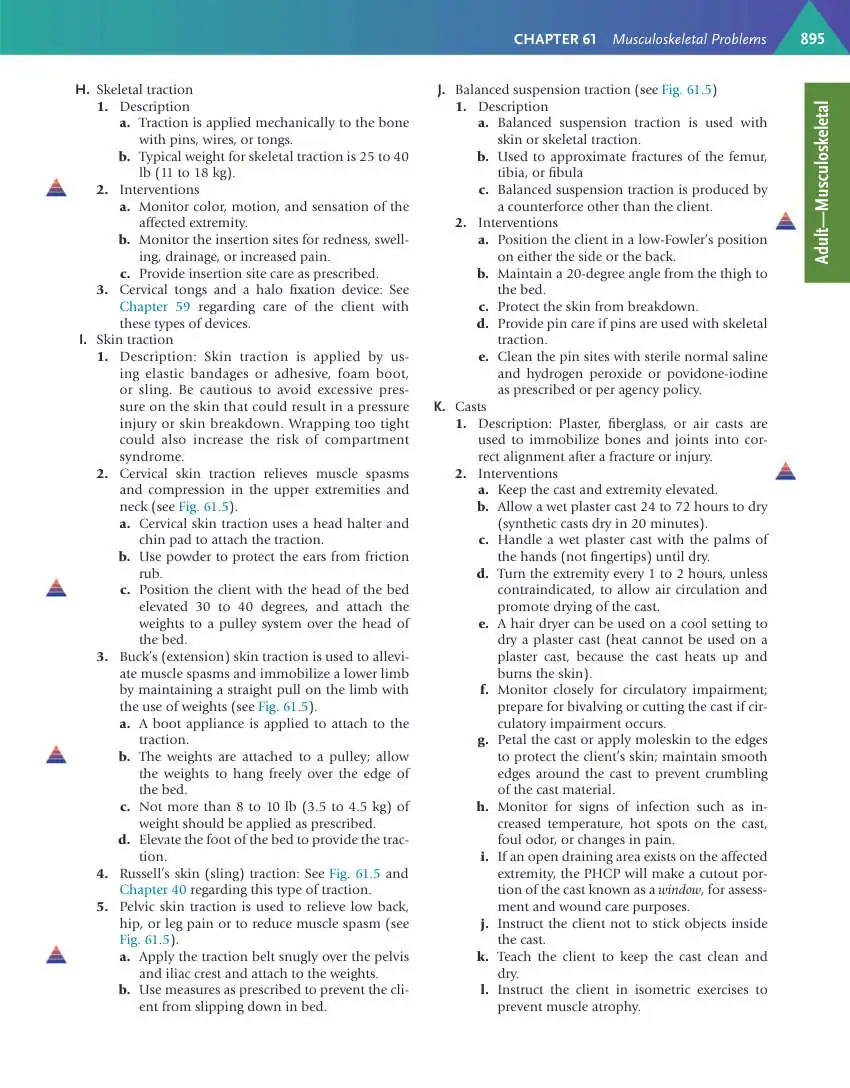 CHAPTER 61 Musculoskeletal Problems 895
H. Skeletal traction
1. Description
a. Traction is applied mechanically to the bone
with pins, wires, or tongs.
b. Typical weight for skeletal traction is 25 to 40
lb (11 to 18 kg).
2. Interventions
a. Monitor color, motion, and sensation of the
affected extremity.
b. Monitor the insertion sites for redness, swell-
ing, drainage, or increased pain.
c. Provide insertion site care as prescribed.
3. Cervical tongs and a halo fixation device: See
Chapter 59 regarding care of the client with
these types of devices.
I. Skin traction
1. Description: Skin traction is applied by us-
ing elastic bandages or adhesive, foam boot,
or sling. Be cautious to avoid excessive pres-
sure on the skin that could result in a pressure
injury or skin breakdown. Wrapping too tight
could also increase the risk of compartment
syndrome.
2. Cervical skin traction relieves muscle spasms
and compression in the upper extremities and
neck (see Fig. 61.5).
a. Cervical skin traction uses a head halter and
chin pad to attach the traction.
b. Use powder to protect the ears from friction
rub.
c. Position the client with the head of the bed
elevated 30 to 40 degrees, and attach the
weights to a pulley system over the head of
the bed.
3. Buck's (extension) skin traction is used to allevi-
ate muscle spasms and immobilize a lower limb
by maintaining a straight pull on the limb with
the use of weights (see Fig. 61.5).
a. A boot appliance is applied to attach to the
traction.
b. The weights are attached to a pulley; allow
the weights to hang freely over the edge of
the bed.
c. Not more than 8 to 10 lb (3.5 to 4.5 kg) of
weight should be applied as prescribed.
d. Elevate the foot of the bed to provide the trac-
tion.
4. Russell's skin (sling) traction: See Fig. 61.5 and
Chapter 40 regarding this type of traction.
5. Pelvic skin traction is used to relieve low back,
hip, or leg pain or to reduce muscle spasm (see
Fig. 61.5).
a. Apply the traction belt snugly over the pelvis
and iliac crest and attach to the weights.
b. Use measures as prescribed to prevent the cli-
ent from slipping down in bed.
J. Balanced suspension traction (see Fig. 61.5)
1. Description
a. Balanced suspension traction is used with
skin or skeletal traction.
b. Used to approximate fractures of the femur,
tibia, or fibula
c. Balanced suspension traction is produced by
a counterforce other than the client.
2. Interventions
a. Position the client in a low-Fowler's position
on either the side or the back.
b. Maintain a 20-degree angle from the thigh to
the bed.
c. Protect the skin from breakdown.
d. Provide pin care if pins are used with skeletal
traction.
e. Clean the pin sites with sterile normal saline
and hydrogen peroxide or povidone-iodine
as prescribed or per agency policy.
K. Casts
1. Description: Plaster, fiberglass, or air casts are
used to immobilize bones and joints into cor-
rect alignment after a fracture or injury.
2. Interventions
a. Keep the cast and extremity elevated.
b. Allow a wet plaster cast 24 to 72 hours to dry
(synthetic casts dry in 20 minutes).
c. Handle a wet plaster cast with the palms of
the hands (not fingertips) until dry.
d. Turn the extremity every 1 to 2 hours, unless
contraindicated, to allow air circulation and
promote drying of the cast.
e. A hair dryer can be used on a cool setting to
dry a plaster cast (heat cannot be used on a
plaster cast, because the cast heats up and
burns the skin).
f. Monitor closely for circulatory impairment;
prepare for bivalving or cutting the cast if cir-
culatory impairment occurs.
g. Petal the cast or apply moleskin to the edges
to protect the client's skin; maintain smooth
edges around the cast to prevent crumbling
of the cast material.
h. Monitor for signs of infection such as in-
creased temperature, hot spots on the cast,
foul odor, or changes in pain.
i. If an open draining area exists on the affected
extremity, the PHCP will make a cutout por-
tion of the cast known as a window, for assess-
ment and wound care purposes.
j. Instruct the client not to stick objects inside
the cast.
k. Teach the client to keep the cast clean and
dry.
l. Instruct the client in isometric exercises to
prevent muscle atrophy.
Adult—Musculoskeletal